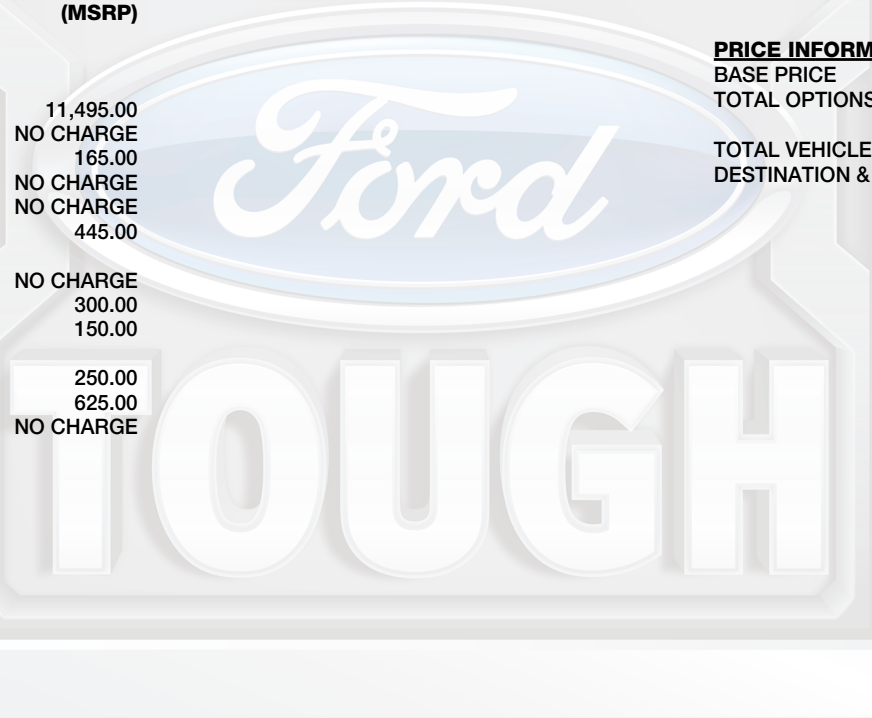 (MSRP)
11,495.00
NO CHARGE
165.00
NO CHARGE
NO CHARGE
445.00
NO CHARGE
300.00
150.00
250.00
625.00
NO CHARGE
PRICE INFORM
BASE PRICE
TOTAL OPTIONS
TOTAL VEHICLE
DESTINATION &
Ford
TOUGH